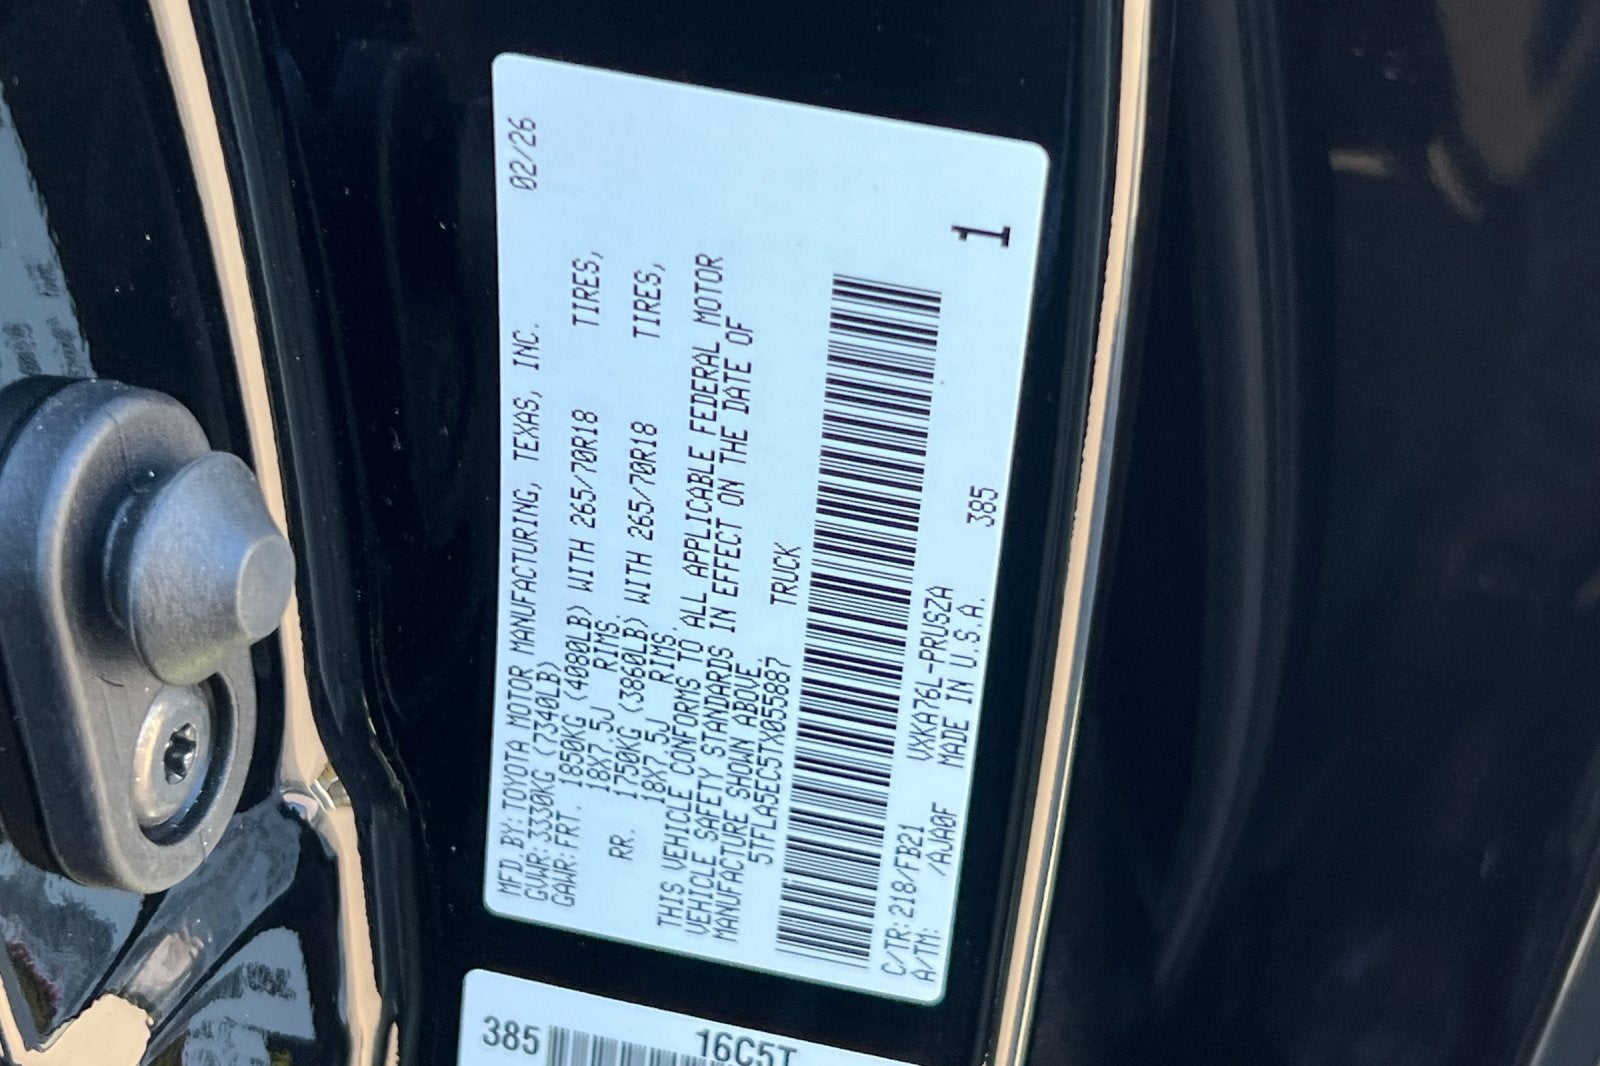 MFD.BY:TOYOTA MOTOR MANUFACTURING, TEXAS, INC. 02/26
GVWR:3330KG (7340LB)
GAWR:FRT. 1850KG (4080LB) WITH 265/70R18 TIRES,
18X7.5J RIMS.
RR. 1750KG (3860LB) WITH 265/70R18 TIRES,
18X7.5J RIMS.
THIS VEHICLE CONFORMS TO ALL APPLICABLE FEDERAL MOTOR
VEHICLE SAFETY STANDARDS IN EFFECT ON THE DATE OF
MANUFACTURE SHOWN ABOVE.
5TFLA5EC5TX055887 TRUCK
C/TR:218/FB21 VXKA76L-PRUSZA
A/TM: /AJA0F MADE IN U.S.A. 385
1
385 16C5T